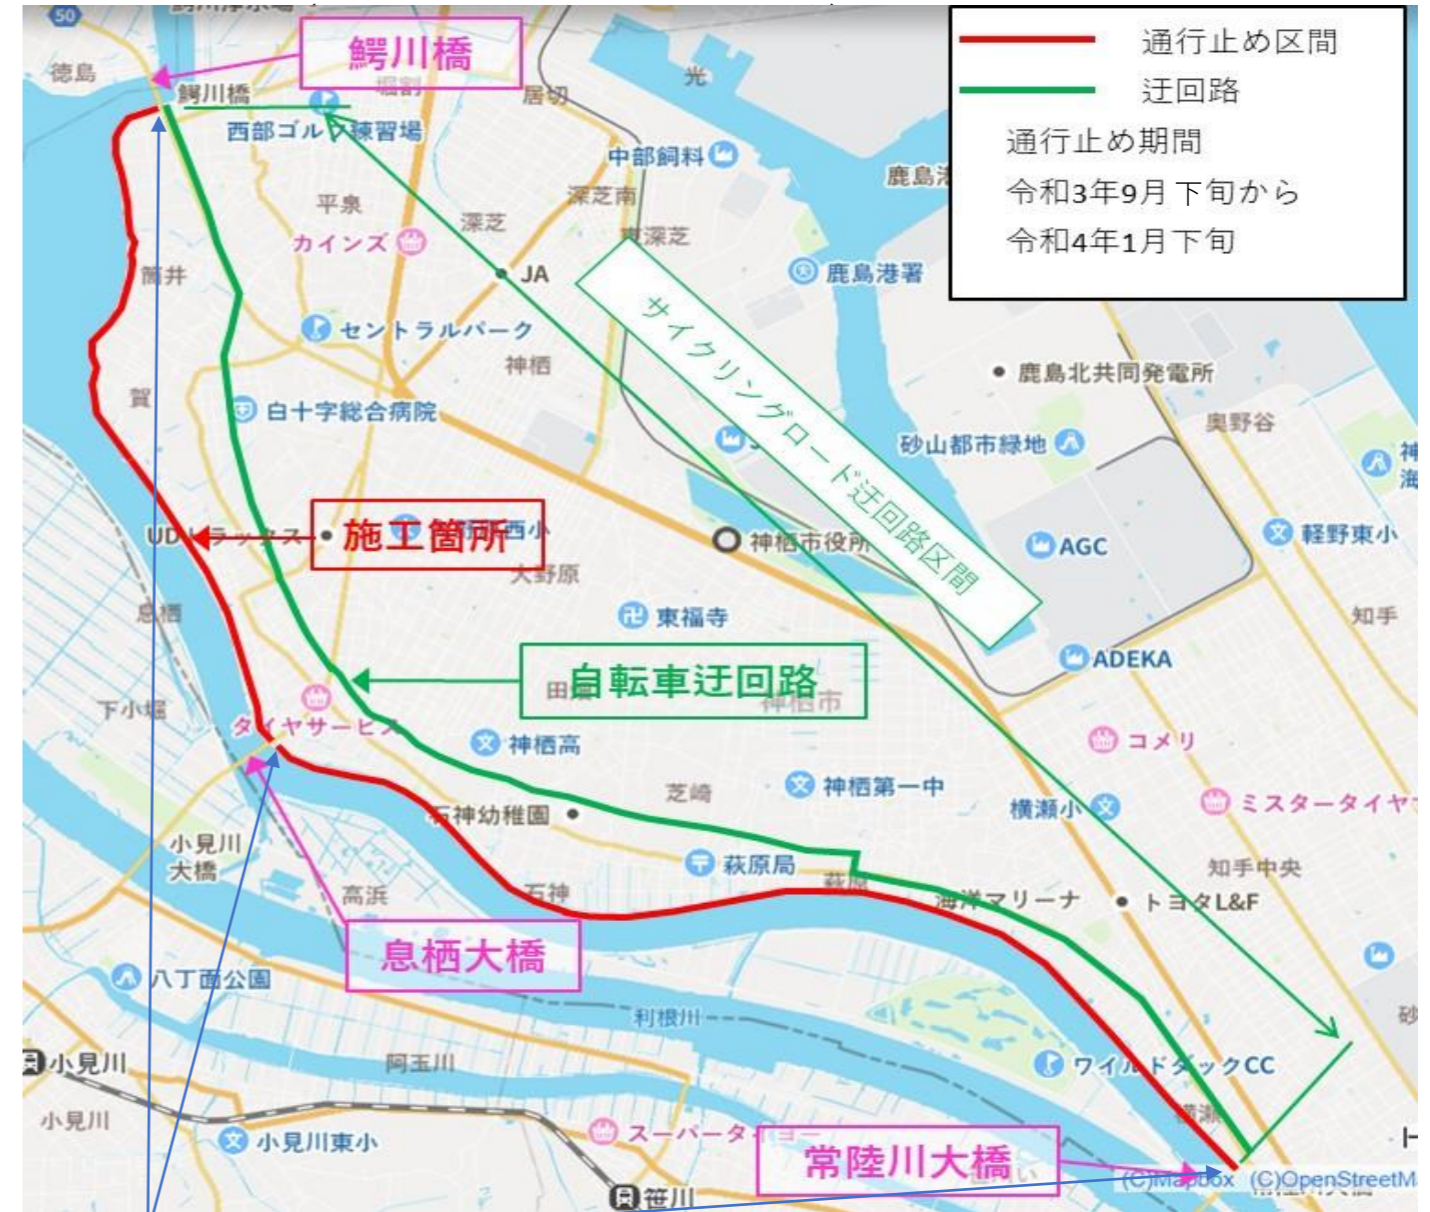 50
鰐川橋
徳島
鰐川橋
居切
光
西部ゴルフ練習場
中部飼料
通行止め区間
迂回路
通行止め期間
令和3年9月下旬から
令和4年1月下旬
平泉
深芝
深芝南
東深芝
カインズ
JA
鹿島港署
筒井
セントラルパーク
神栖
サイクリングロード迂回路区間
鹿島北共同発電所
賀
白十字総合病院
砂山都市緑地
奥野谷
施工箇所
大野原
神栖市役所
AGC
軽野東小
息栖
東福寺
知手
ADEKA
自転車迂回路
神栖市
下小堀
タイヤサービス
神栖高
コメリ
芝崎
神栖第一中
横瀬小
ミスタータイヤ
石神幼稚園
小見川
大橋
萩原局
知手中央
高浜
石神
萩原
海洋マリーナ
トヨタL&F
息栖大橋
八丁面公園
利根川
小見川
阿玉川
ワイルドダックCC
横瀬
小見川
小見川東小
常陸川大橋
笹川
(C)Mapbox (C)OpenStreetM